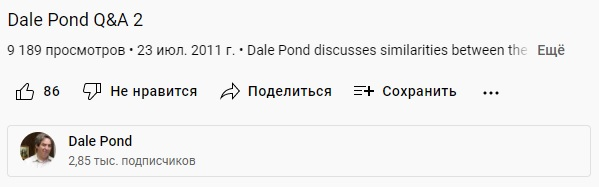 Dale Pond Q&A 2
9 189 просмотров • 23 июл. 2011 г. • Dale Pond discusses similarities between the Ещё
86 Не нравится Поделиться Сохранить
Dale Pond
2,85 тыс. подписчиков